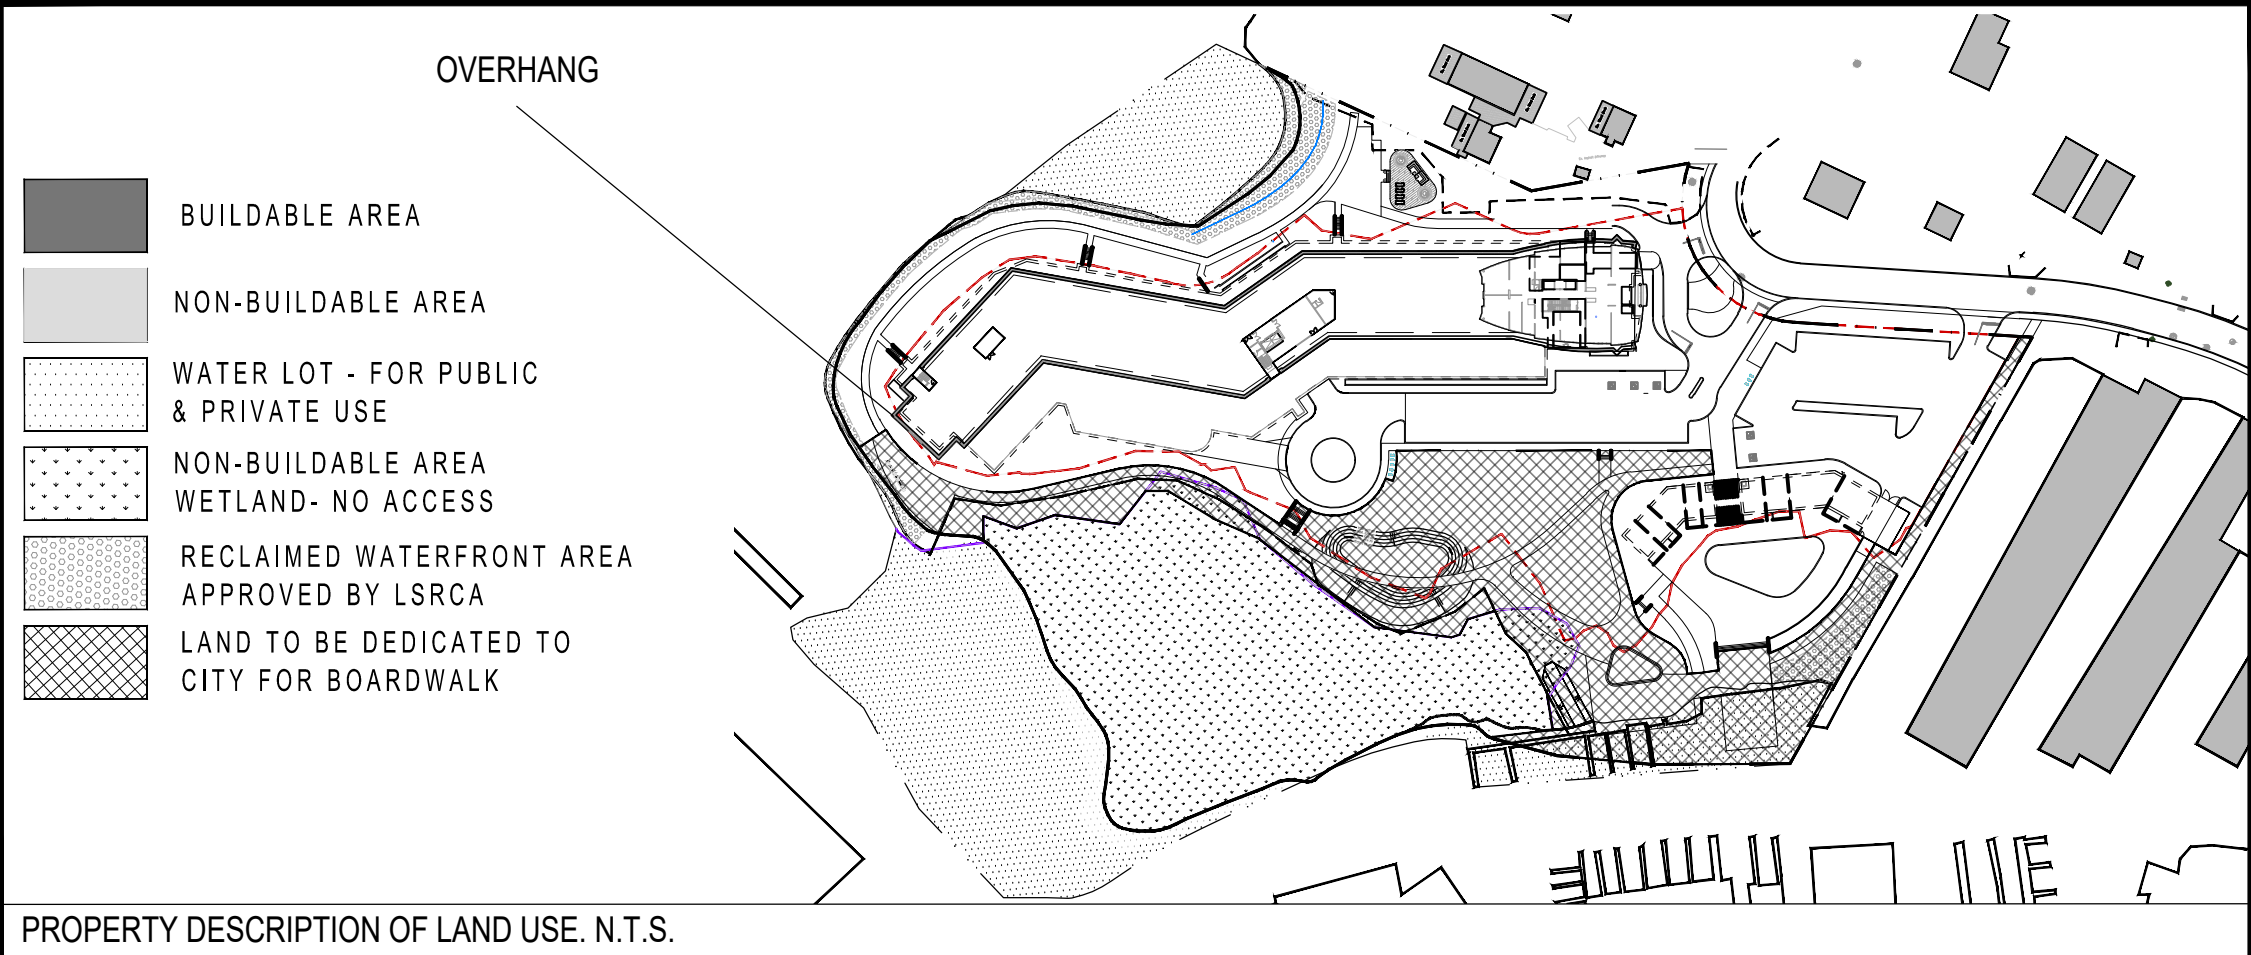 OVERHANG
BUILDABLE AREA
NON-BUILDABLE AREA
WATER LOT - FOR PUBLIC
& PRIVATE USE
NON-BUILDABLE AREA
WETLAND- NO ACCESS
RECLAIMED WATERFRONT AREA
APPROVED BY LSRCA
LAND TO BE DEDICATED TO
CITY FOR BOARDWALK
PROPERTY DESCRIPTION OF LAND USE. N.T.S.